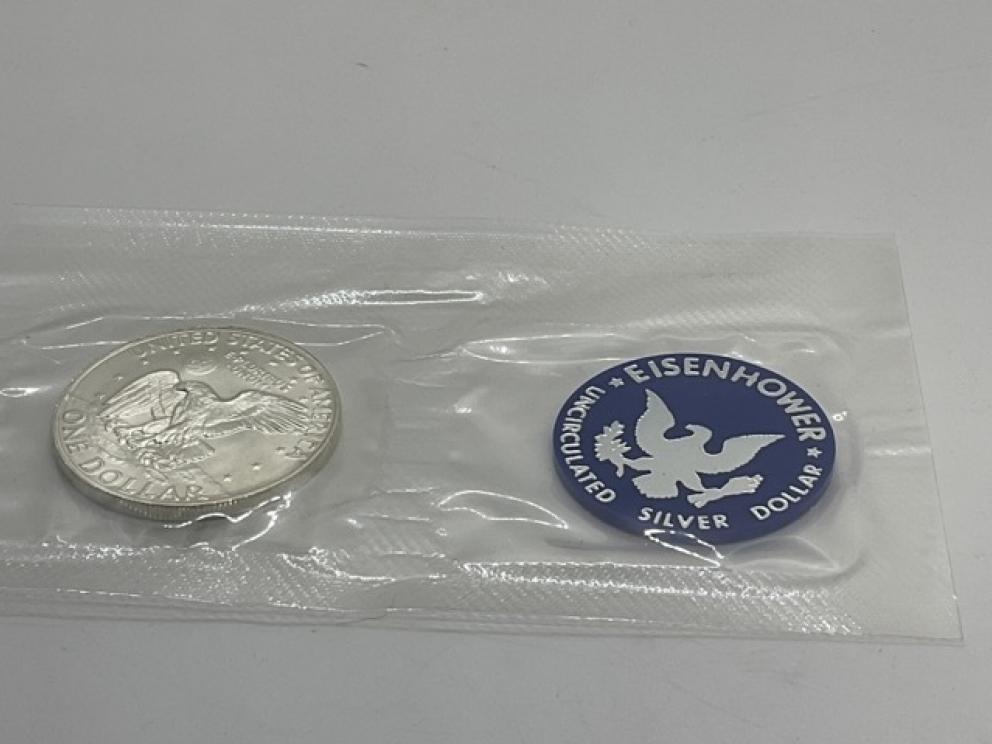 UNITED STATES OF AMERICA
ONE DOLLAR
★ EISENHOWER ★
UNCIRCULATED SILVER DOLLAR